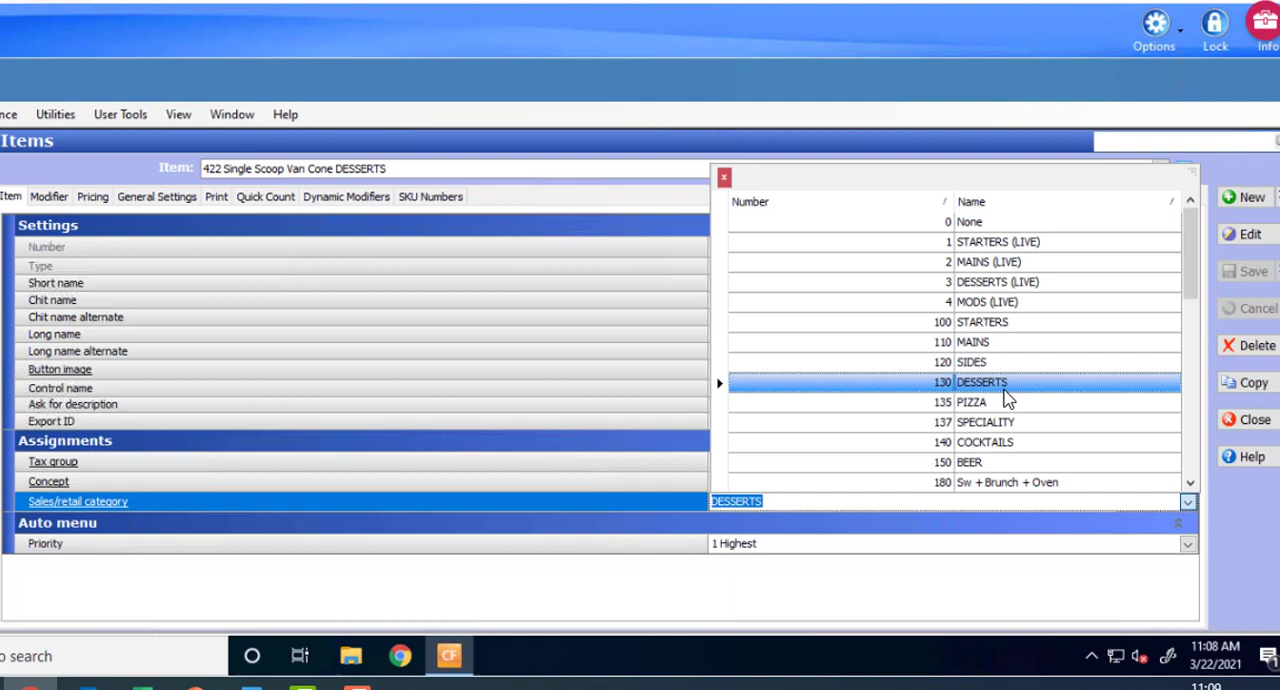 Options Lock Info
nce Utilities User Tools View Window Help
Items
Item: 422 Single Scoop Van Cone DESSERTS
Item Modifier Pricing General Settings Print Quick Count Dynamic Modifiers SKU Numbers
Settings
Number
Type
Short name
Chit name
Chit name alternate
Long name
Long name alternate
Button image
Control name
Ask for description
Export ID
Assignments
Tax group
Concept
Sales/retail category DESSERTS
Auto menu
Priority 1 Highest
x
Number Name
0 None
1 STARTERS (LIVE)
2 MAINS (LIVE)
3 DESSERTS (LIVE)
4 MODS (LIVE)
100 STARTERS
110 MAINS
120 SIDES
130 DESSERTS
135 PIZZA
137 SPECIALITY
140 COCKTAILS
150 BEER
180 Sw + Brunch + Oven
New
Edit
Save
Cancel
Delete
Copy
Close
Help
o search
CF
11:08 AM
3/22/2021
1
11:09